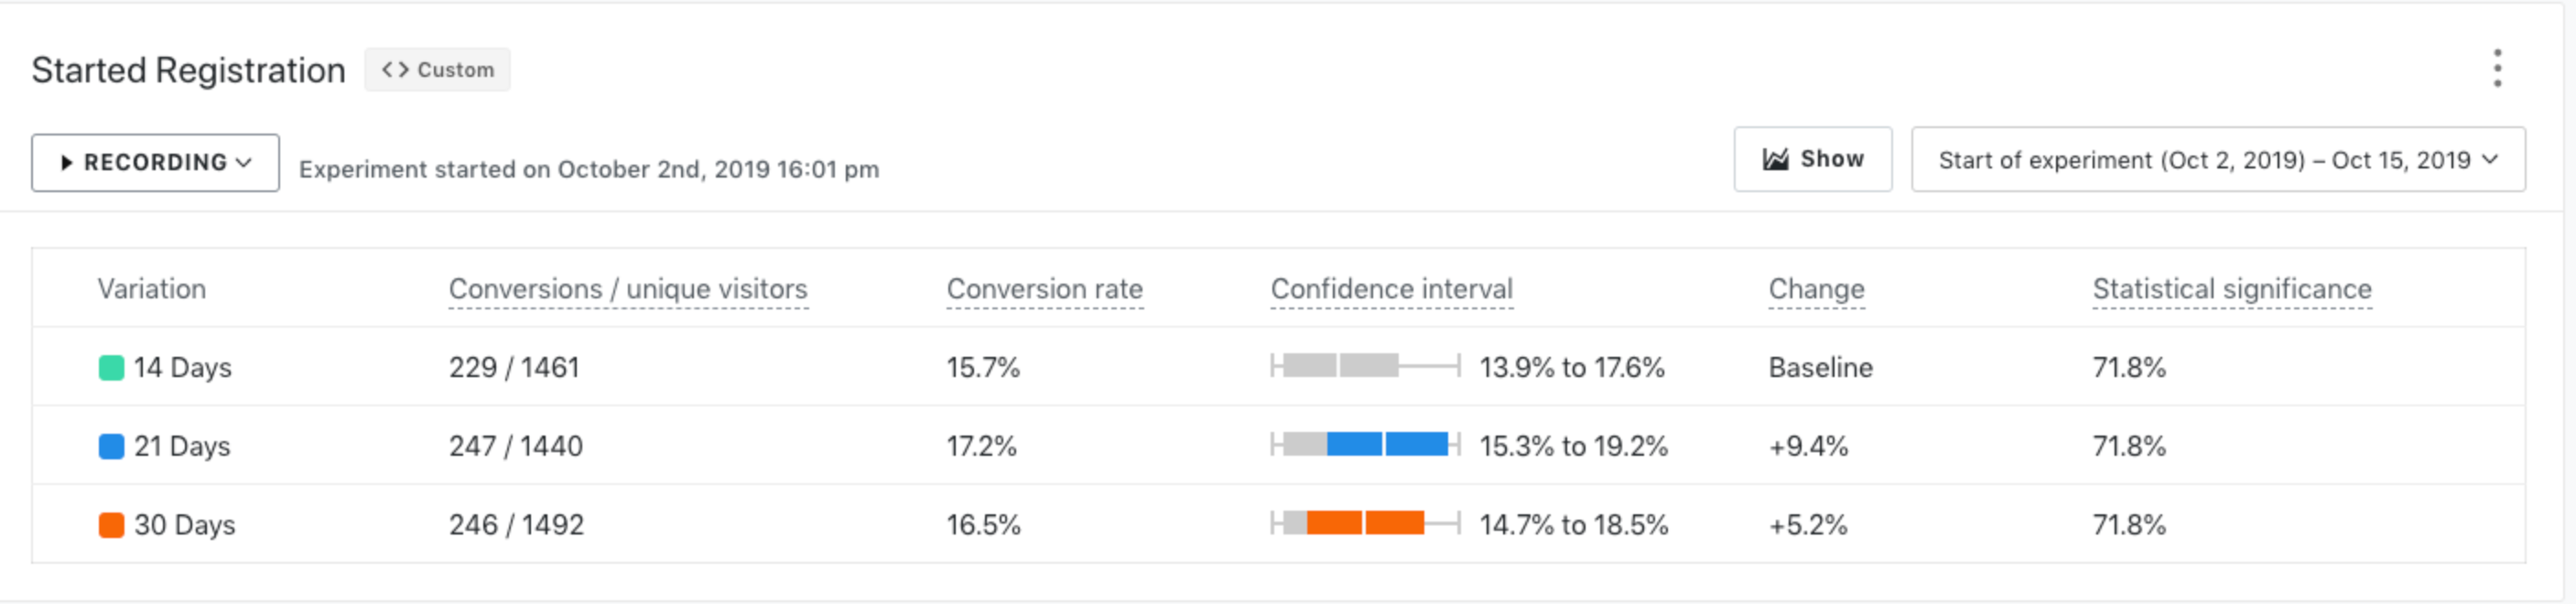 Started Registration <> Custom
RECORDING Experiment started on October 2nd, 2019 16:01 pm Show Start of experiment (Oct 2, 2019) – Oct 15, 2019
Variation Conversions / unique visitors Conversion rate Confidence interval Change Statistical significance
14 Days 229 / 1461 15.7% 13.9% to 17.6% Baseline 71.8%
21 Days 247 / 1440 17.2% 15.3% to 19.2% +9.4% 71.8%
30 Days 246 / 1492 16.5% 14.7% to 18.5% +5.2% 71.8%